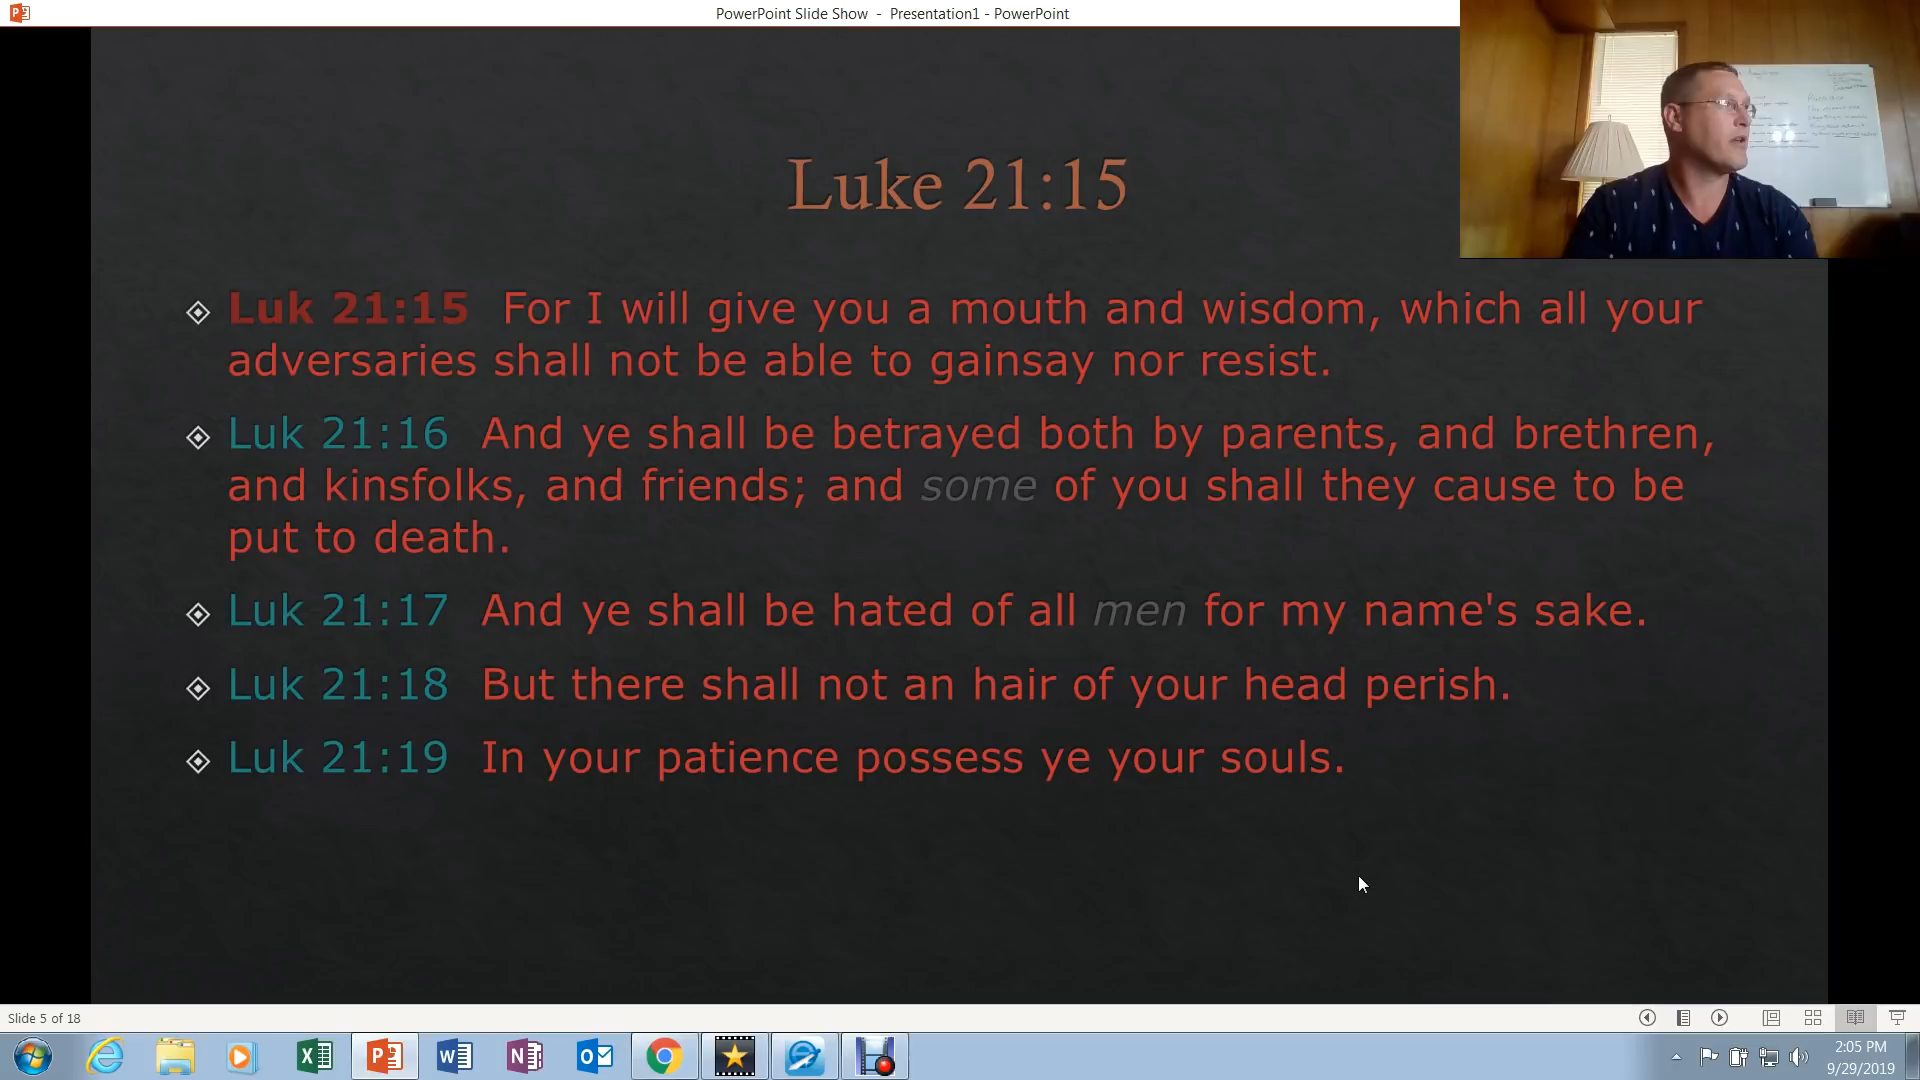 PowerPoint Slide Show - Presentation1 - PowerPoint
Luke 21:15
Luk 21:15 For I will give you a mouth and wisdom, which all your
adversaries shall not be able to gainsay nor resist.
Luk 21:16 And ye shall be betrayed both by parents, and brethren,
and kinsfolks, and friends; and some of you shall they cause to be
put to death.
Luk 21:17 And ye shall be hated of all men for my name's sake.
Luk 21:18 But there shall not an hair of your head perish.
Luk 21:19 In your patience possess ye your souls.
Slide 5 of 18
2:05 PM
9/29/2019